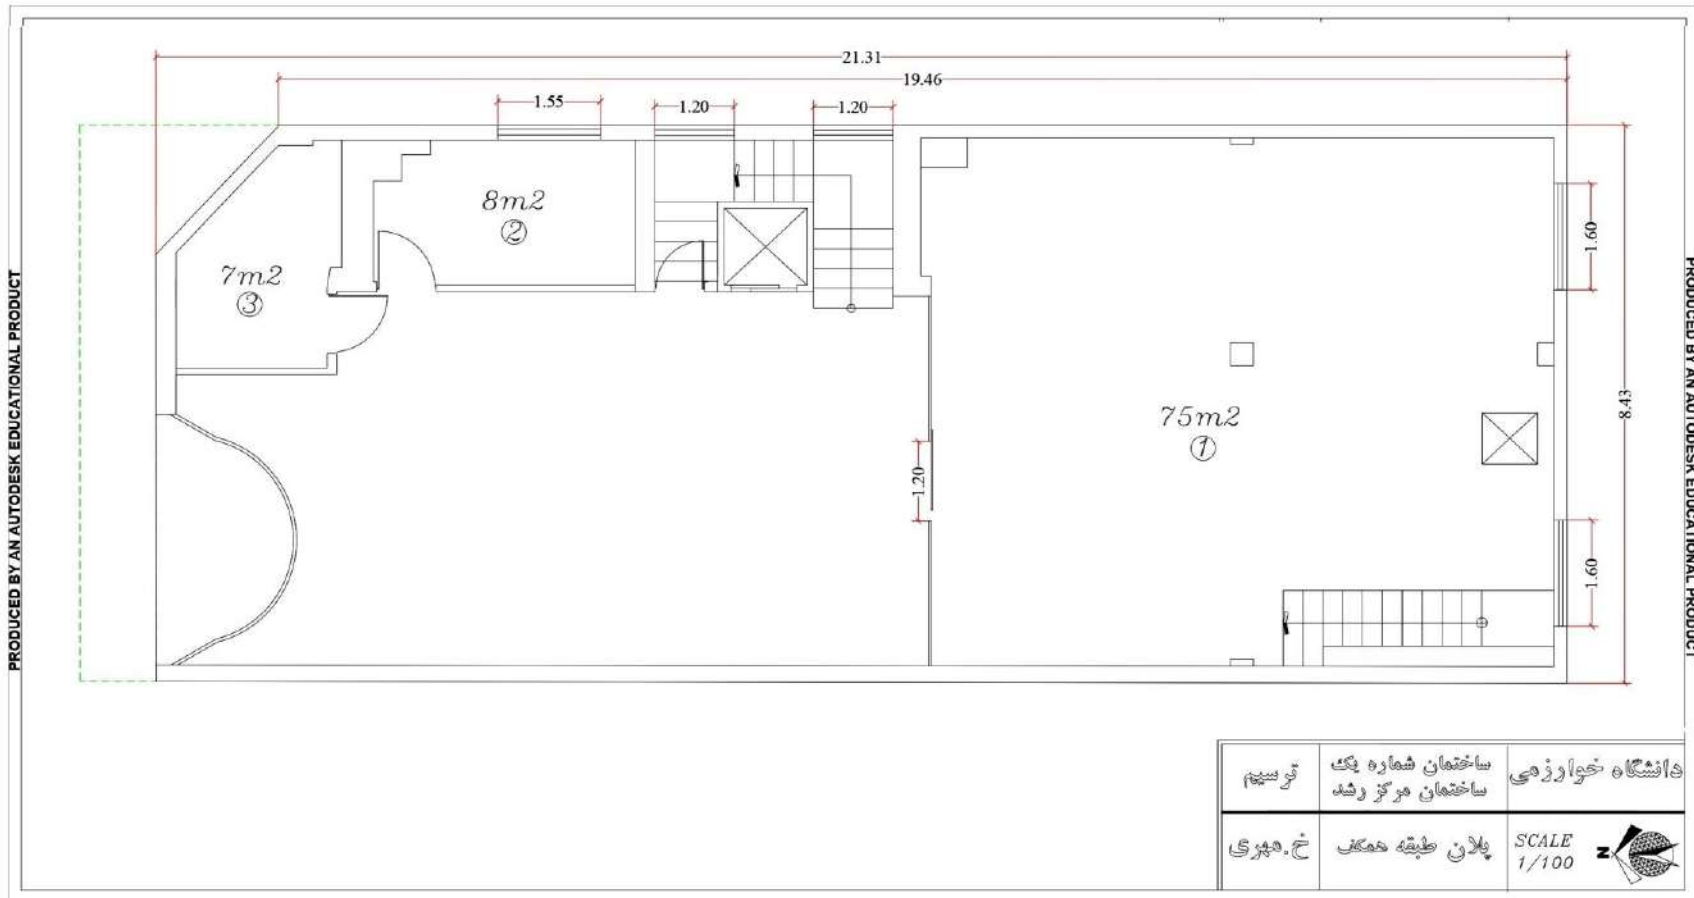 21.31
19.46
1.55
1.20
1.20
8m2
2
7m2
3
1.60
8.43
75m2
1
1.20
1.60
PRODUCED BY AN AUTODESK EDUCATIONAL PRODUCT
PRODUCED BY AN AUTODESK EDUCATIONAL PRODUCT
دانشگاه خوارزمی
ساختمان شماره یک
ساختمان مرکز رشد
ترسیم
SCALE
1/100
N
پلان طبقه همکف
خ.مهری